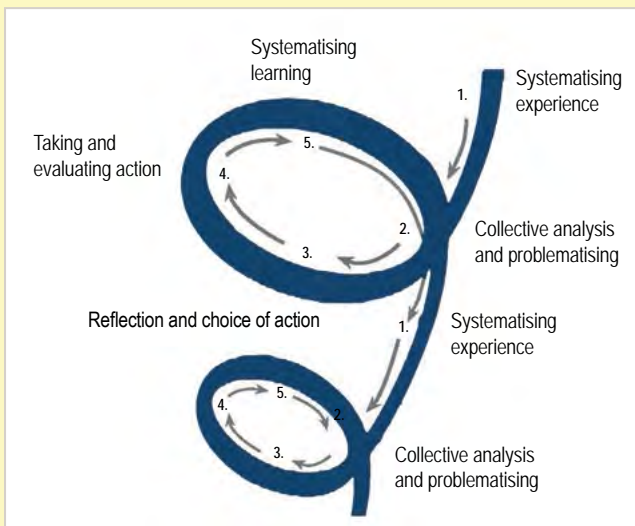 Systematising
learning
1.
Systematising
experience
Taking and
evaluating action
5.
4.
2.
3.
Collective analysis
and problematising
Reflection and choice of action
1.
Systematising
experience
5.
4.
2.
3.
Collective analysis
and problematising